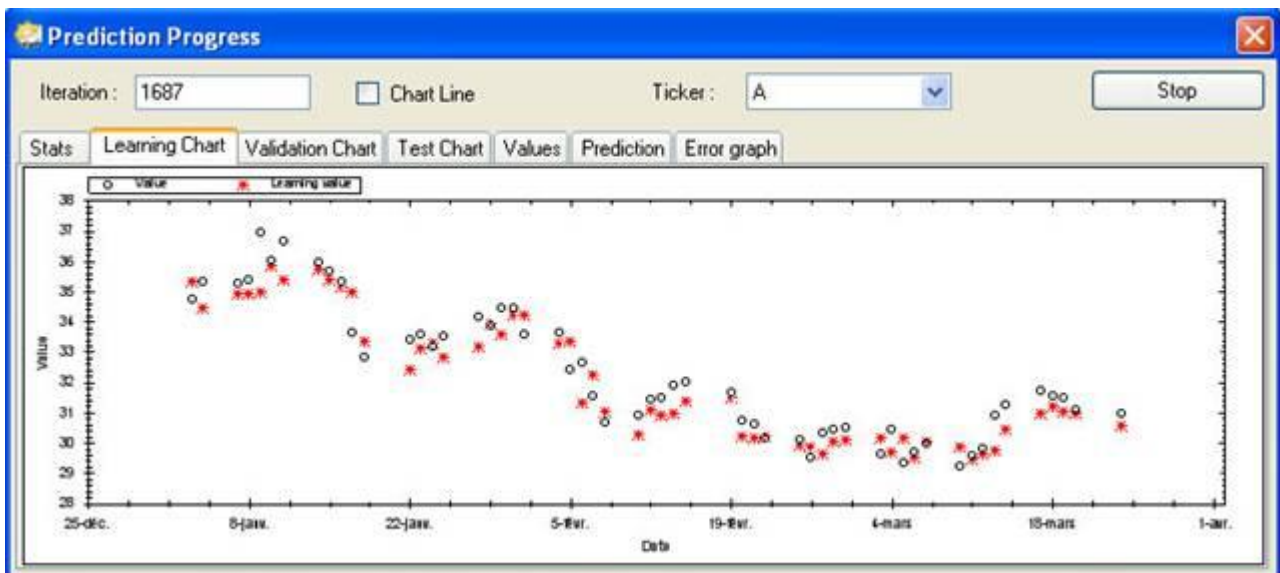 Prediction Progress
Iteration : 1687 Chart Line Ticker : A Stop
Stats Learning Chart Validation Chart Test Chart Values Prediction Error graph
Value Learning value
38
37
36
35
34
33
32
31
30
29
28
Value
25-déc. 8-janv. 22-janv. 5-févr. 19-févr. 4-mars 18-mars 1-avr.
Date